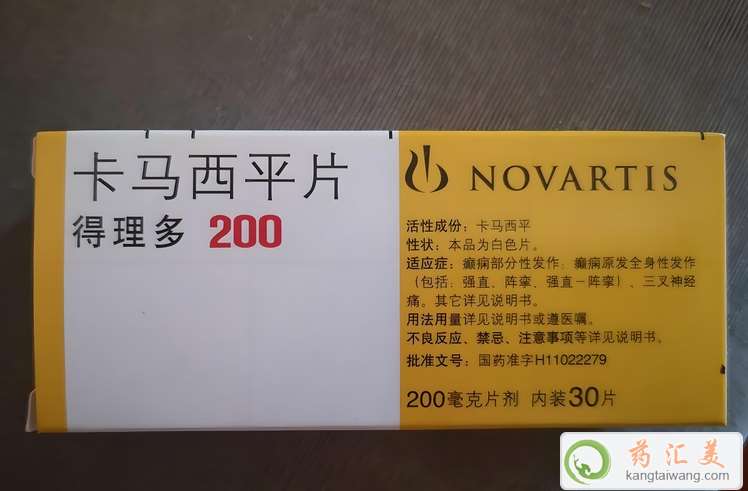 卡马西平片
得理多 200
NOVARTIS
活性成份：卡马西平
性状：本品为白色片。
适应症：癫痫部分性发作；癫痫原发全身性发作
（包括：强直、阵挛、强直－阵挛）、三叉神经
痛。其它详见说明书。
用法用量详见说明书或遵医嘱。
不良反应、禁忌、注意事项等详见说明书。
批准文号：国药准字H11022279
200毫克片剂 内装30片
药汇美
kangtaiwang.com